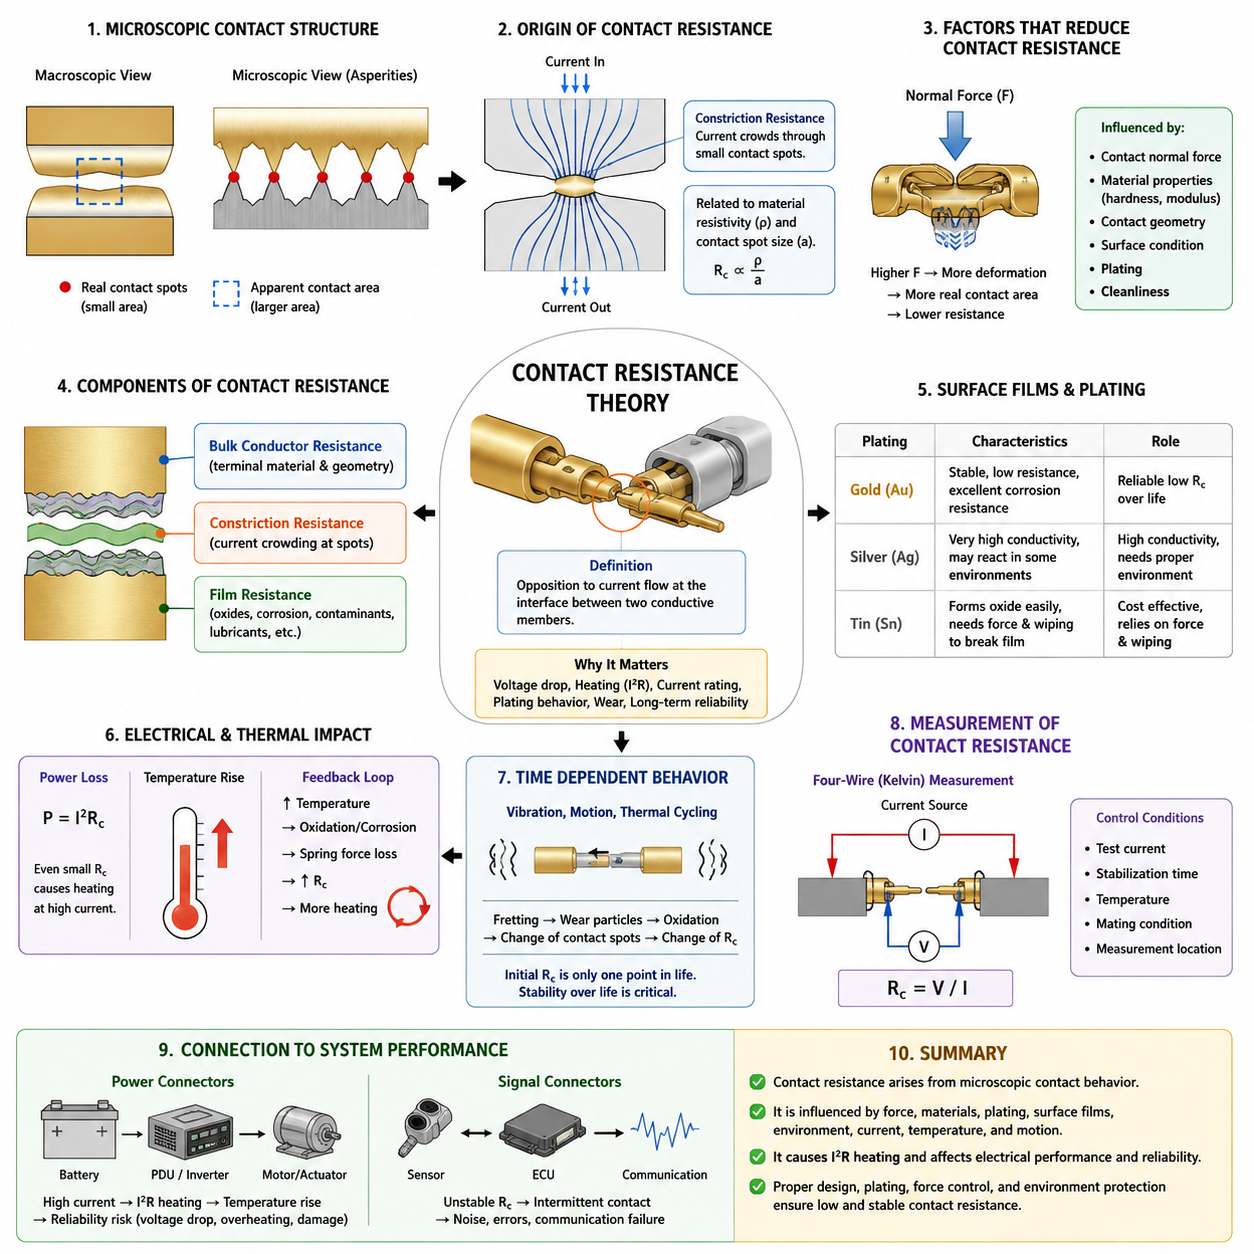 1. MICROSCOPIC CONTACT STRUCTURE
Macroscopic View
Microscopic View (Asperities)
Real contact spots
(small area)
Apparent contact area
(larger area)
2. ORIGIN OF CONTACT RESISTANCE
Current In
Constriction Resistance
Current crowds through
small contact spots.
Related to material
resistivity (ρ) and
contact spot size (a).
R_c ∝ ρ/a
Current Out
3. FACTORS THAT REDUCE
CONTACT RESISTANCE
Normal Force (F)
Higher F → More deformation
→ More real contact area
→ Lower resistance
Influenced by:
• Contact normal force
• Material properties
(hardness, modulus)
• Contact geometry
• Surface condition
• Plating
• Cleanliness
CONTACT RESISTANCE
THEORY
Definition
Opposition to current flow at the
interface between two conductive
members.
Why It Matters
Voltage drop, Heating (I²R), Current rating,
Plating behavior, Wear, Long-term reliability
4. COMPONENTS OF CONTACT RESISTANCE
Bulk Conductor Resistance
(terminal material & geometry)
Constriction Resistance
(current crowding at spots)
Film Resistance
(oxides, corrosion, contaminants,
lubricants, etc.)
5. SURFACE FILMS & PLATING
Plating Characteristics Role
Gold (Au)
Stable, low resistance,
excellent corrosion
resistance
Reliable low R_c
over life
Silver (Ag)
Very high conductivity,
may react in some
environments
High conductivity,
needs proper
environment
Tin (Sn)
Forms oxide easily,
needs force & wiping
to break film
Cost effective,
relies on force
& wiping
6. ELECTRICAL & THERMAL IMPACT
Power Loss
P = I²R_c
Even small R_c
causes heating
at high current.
Temperature Rise
Feedback Loop
↑ Temperature
→ Oxidation/Corrosion
→ Spring force loss
→ ↑ R_c
→ More heating
7. TIME DEPENDENT BEHAVIOR
Vibration, Motion, Thermal Cycling
Fretting → Wear particles → Oxidation
→ Change of contact spots → Change of R_c
Initial R_c is only one point in life.
Stability over life is critical.
8. MEASUREMENT OF
CONTACT RESISTANCE
Four-Wire (Kelvin) Measurement
Current Source
I
V
R_c = V / I
Control Conditions
• Test current
• Stabilization time
• Temperature
• Mating condition
• Measurement location
9. CONNECTION TO SYSTEM PERFORMANCE
Power Connectors
Battery
PDU / Inverter
Motor/Actuator
High current → I²R heating → Temperature rise
→ Reliability risk (voltage drop, overheating, damage)
Signal Connectors
Sensor
ECU
Communication
Unstable R_c → Intermittent contact
→ Noise, errors, communication failure
10. SUMMARY
Contact resistance arises from microscopic contact behavior.
It is influenced by force, materials, plating, surface films,
environment, current, temperature, and motion.
It causes I²R heating and affects electrical performance and reliability.
Proper design, plating, force control, and environment protection
ensure low and stable contact resistance.